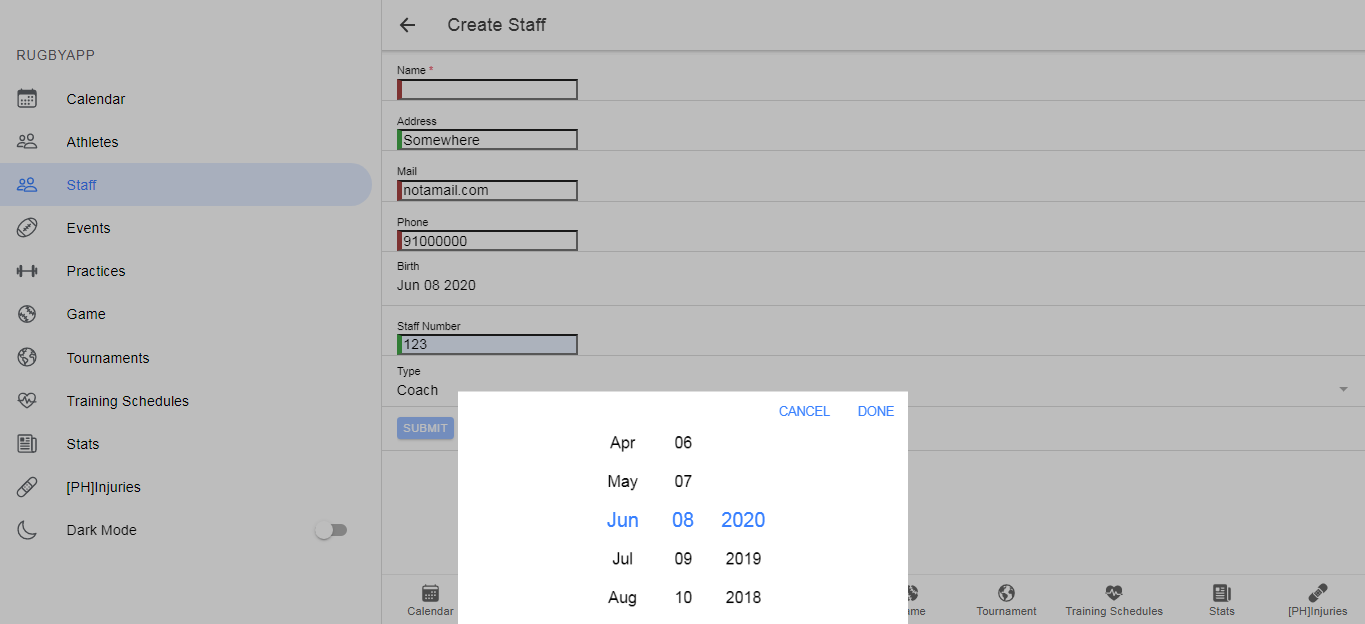 RUGBYAPP
Calendar
Athletes
Staff
Events
Practices
Game
Tournaments
Training Schedules
Stats
[PH]Injuries
Dark Mode
Create Staff
Name *
Address
Somewhere
Mail
notamail.com
Phone
91000000
Birth
Jun 08 2020
Staff Number
123
Type
Coach
SUBMIT
CANCEL DONE
Apr 06
May 07
Jun 08 2020
Jul 09 2019
Aug 10 2018
Calendar ame Tournament Training Schedules Stats [PH]Injuries